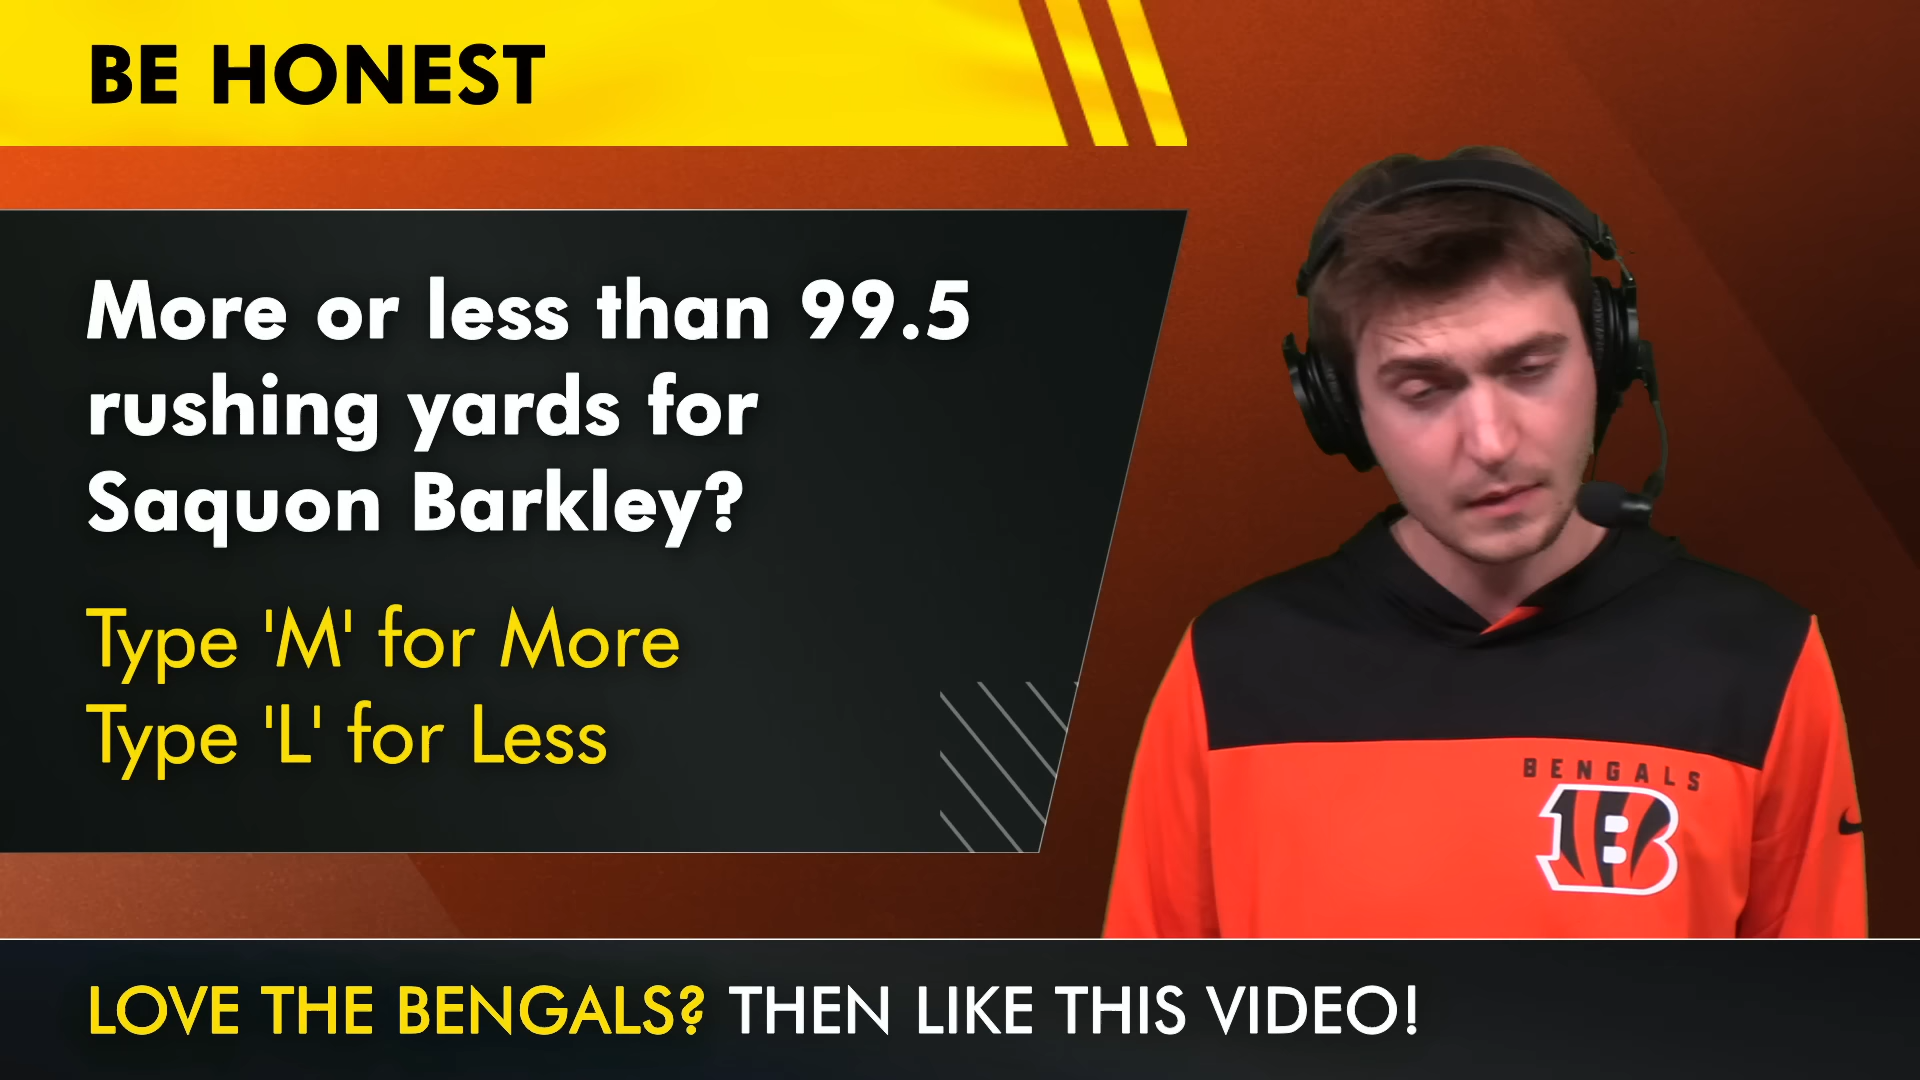 BE HONEST
More or less than 99.5
rushing yards for
Saquon Barkley?
Type 'M' for More
Type 'L' for Less
BENGALS
B
LOVE THE BENGALS? THEN LIKE THIS VIDEO!